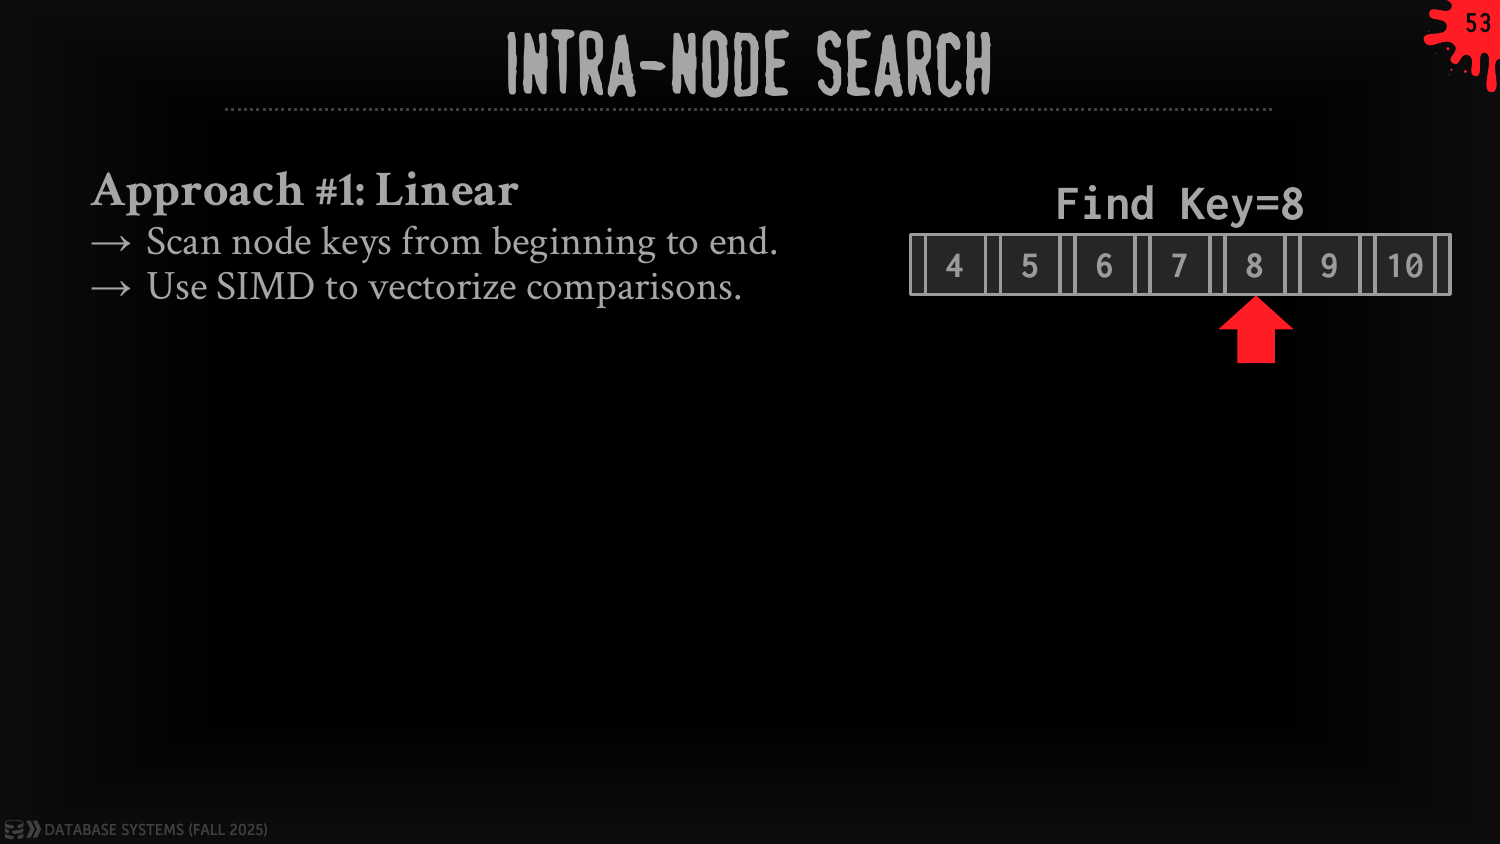 INTRA-NODE SEARCH
53
Approach #1: Linear
→ Scan node keys from beginning to end.
→ Use SIMD to vectorize comparisons.
Find Key=8
4 5 6 7 8 9 10
DATABASE SYSTEMS (FALL 2025)